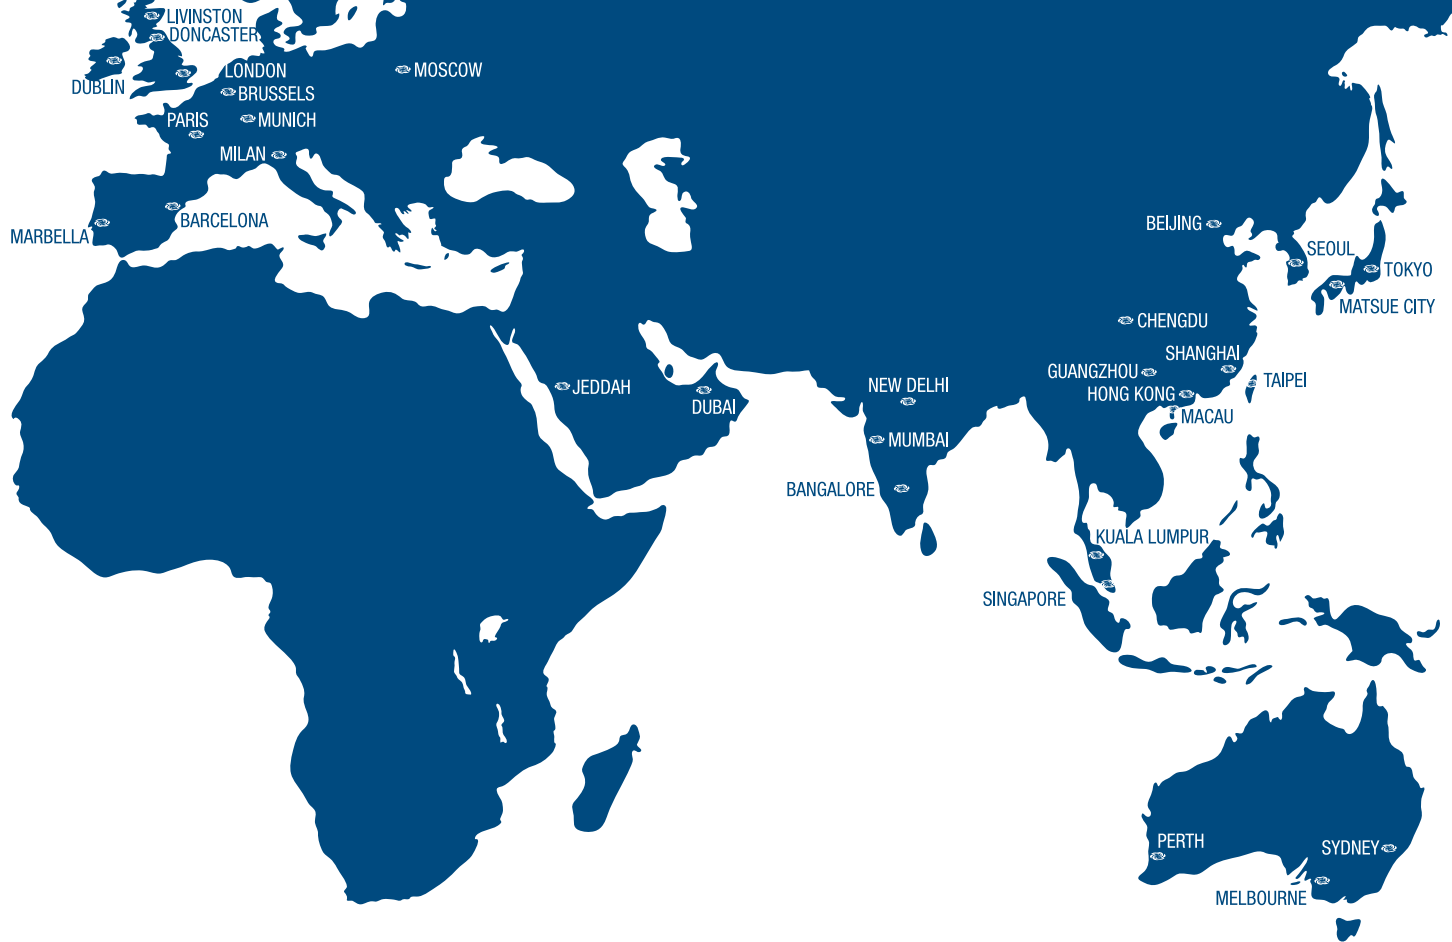 LIVINSTON
DONCASTER
DUBLIN
LONDON
MOSCOW
BRUSSELS
PARIS
MUNICH
MILAN
BARCELONA
MARBELLA
BEIJING
SEOUL
TOKYO
MATSUE CITY
CHENGDU
SHANGHAI
GUANGZHOU
TAIPEI
HONG KONG
MACAU
JEDDAH
DUBAI
NEW DELHI
MUMBAI
BANGALORE
KUALA LUMPUR
SINGAPORE
PERTH
SYDNEY
MELBOURNE